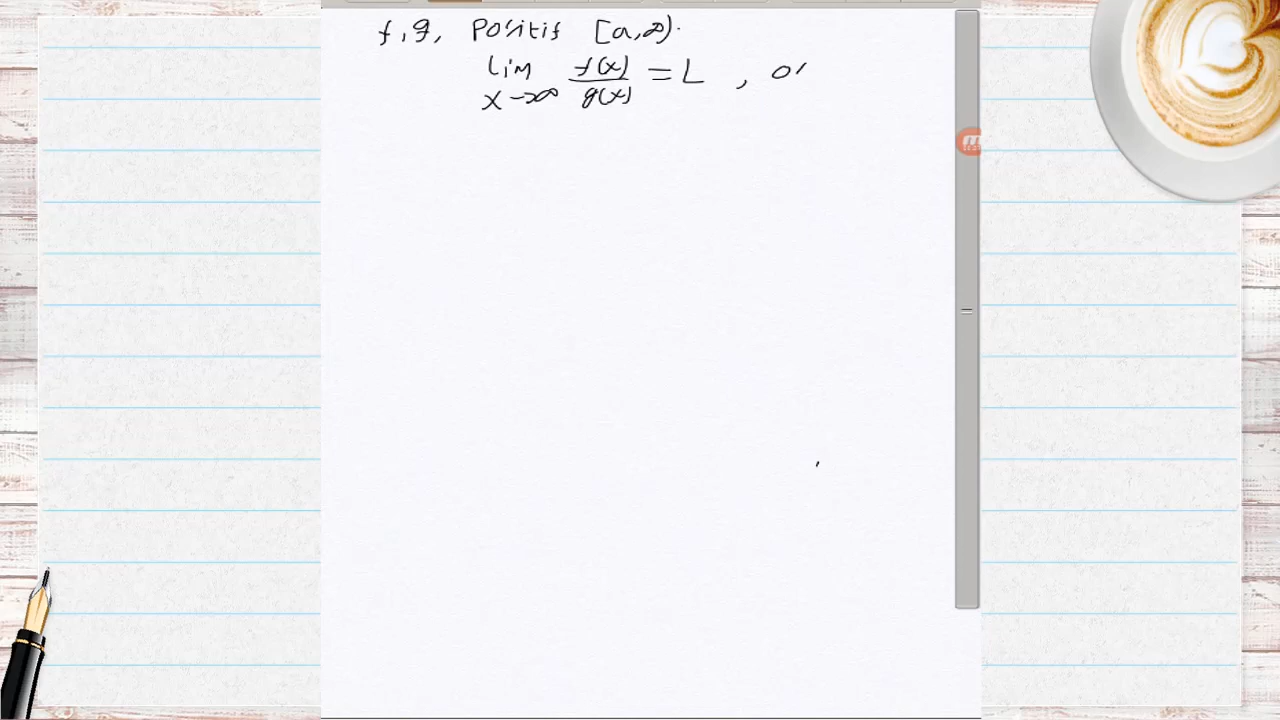 f, g, Positif [a, ∞).
lim f(x)/g(x) = L, 0
x→∞